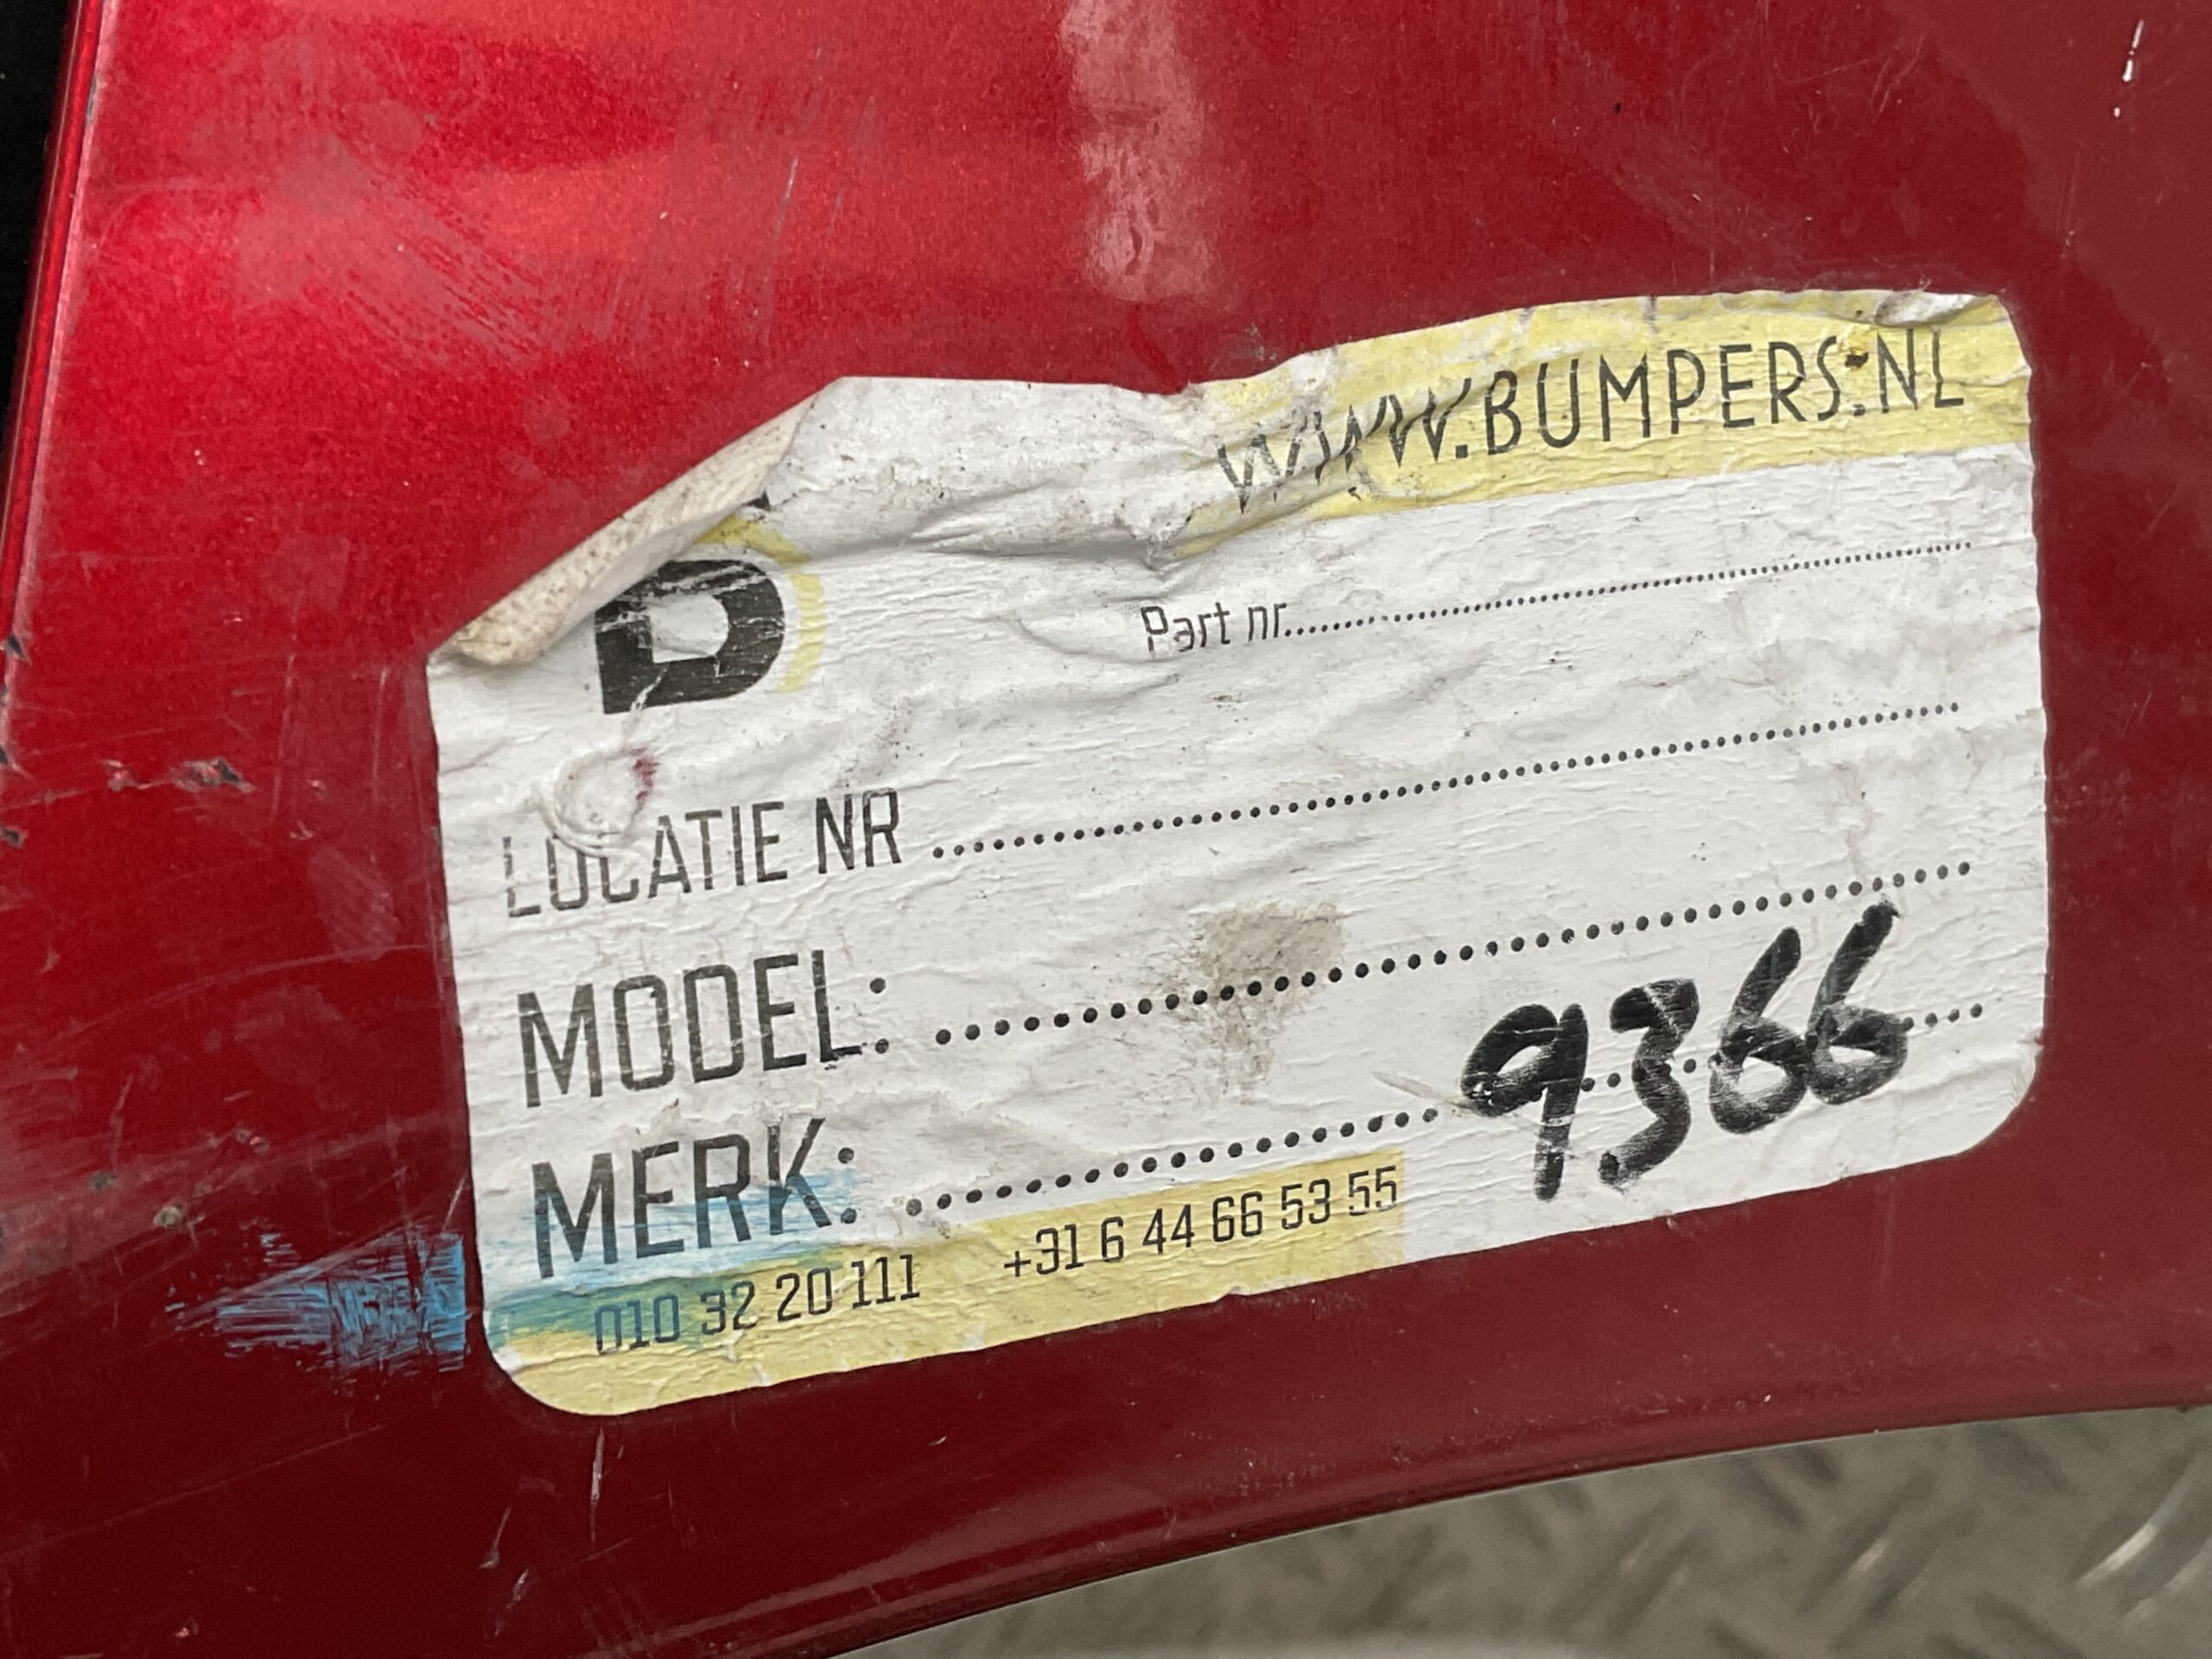 WWW.BUMPERS.NL
Part nr.......................................................
LOCATIE NR .......................................................
MODEL: .......................................................
9366
MERK: .......................................................
010 32 20 111 +31 6 44 66 53 55